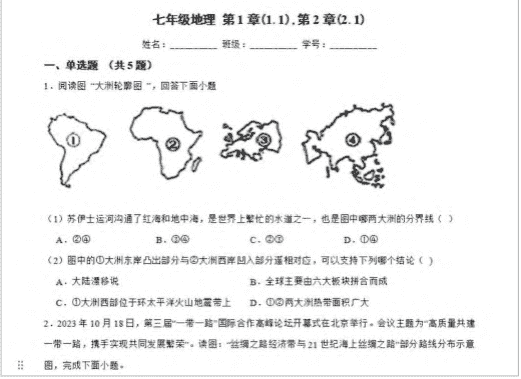 七年级地理 第1章(1.1),第2章(2.1)
姓名：__________ 班级：__________ 学号：__________
一、单选题 （共5题）
1．阅读图 “大洲轮廓图 ”，回答下面小题
① ② ③ ④
（1）苏伊士运河沟通了红海和地中海，是世界上繁忙的水道之一，也是图中哪两大洲的分界线（ ）
A．②④ B．③④ C．②③ D．①④
（2）图中的①大洲东岸凸出部分与②大洲西岸凹入部分遥相对应，可以支持下列哪个结论（ ）
A．大陆漂移说 B．全球主要由六大板块拼合而成
C．①大洲西部位于环太平洋火山地震带上 D．①②两大洲热带面积广大
2．2023年10月18日，第三届“一带一路”国际合作高峰论坛开幕式在北京举行。会议主题为“高质量共建
一带一路，携手实现共同发展繁荣”。读图：“丝绸之路经济带与21世纪海上丝绸之路”部分路线分布示意
图，完成下面小题。